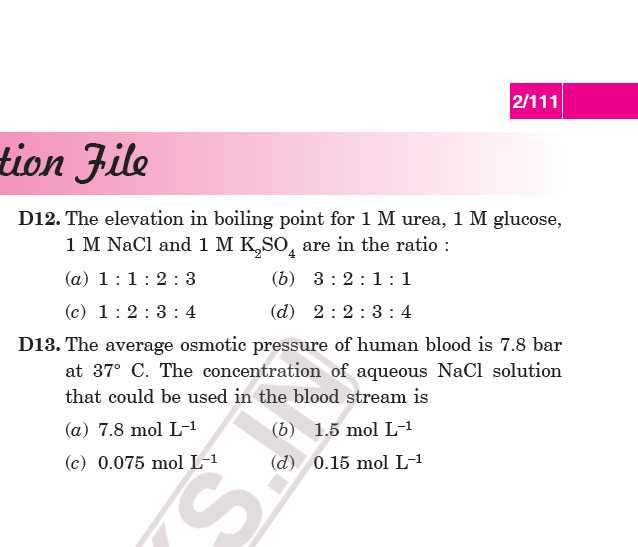 2/111
tion File
D12. The elevation in boiling point for 1 M urea, 1 M glucose,
1 M NaCl and 1 M K₂SO₄ are in the ratio :
(a) 1 : 1 : 2 : 3 (b) 3 : 2 : 1 : 1
(c) 1 : 2 : 3 : 4 (d) 2 : 2 : 3 : 4
D13. The average osmotic pressure of human blood is 7.8 bar
at 37° C. The concentration of aqueous NaCl solution
that could be used in the blood stream is
(a) 7.8 mol L⁻¹ (b) 1.5 mol L⁻¹
(c) 0.075 mol L⁻¹ (d) 0.15 mol L⁻¹
KS.IN